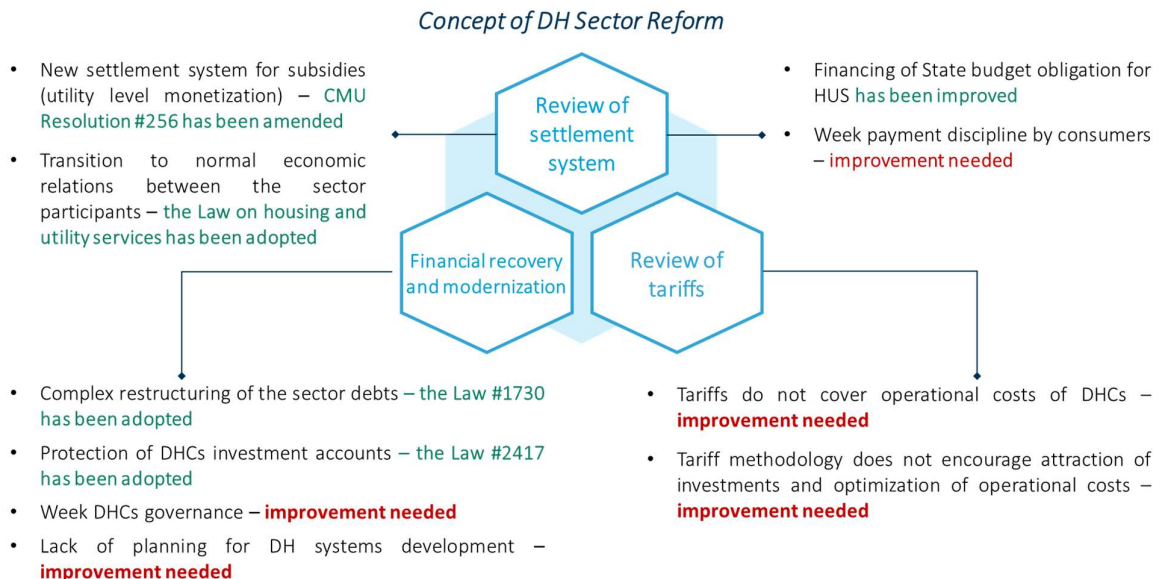 Concept of DH Sector Reform
• New settlement system for subsidies
(utility level monetization) – CMU
Resolution #256 has been amended
• Transition to normal economic
relations between the sector
participants – the Law on housing and
utility services has been adopted
Review of
settlement
system
• Financing of State budget obligation for
HUS has been improved
• Week payment discipline by consumers
– improvement needed
Financial recovery
and modernization
Review of
tariffs
• Complex restructuring of the sector debts – the Law #1730
has been adopted
• Protection of DHCs investment accounts – the Law #2417
has been adopted
• Week DHCs governance – improvement needed
• Lack of planning for DH systems development –
improvement needed
• Tariffs do not cover operational costs of DHCs –
improvement needed
• Tariff methodology does not encourage attraction of
investments and optimization of operational costs –
improvement needed